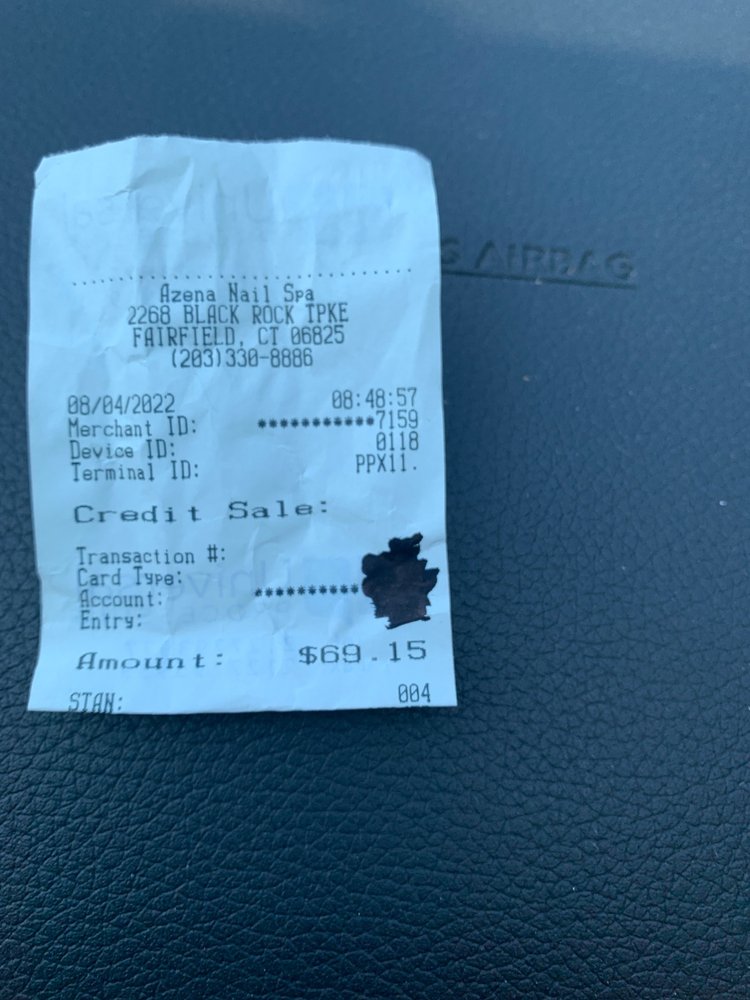 Azena Nail Spa
2268 BLACK ROCK TPKE
FAIRFIELD, CT 06825
(203)330-8886
08/04/2022 08:48:57
Merchant ID: ***********7159
Device ID: 0118
Terminal ID: PPX11.
Credit Sale:
Transaction #:
Card Type:
Account: *********
Entry:
Amount: $69.15
STAN: 004
AIRBAG